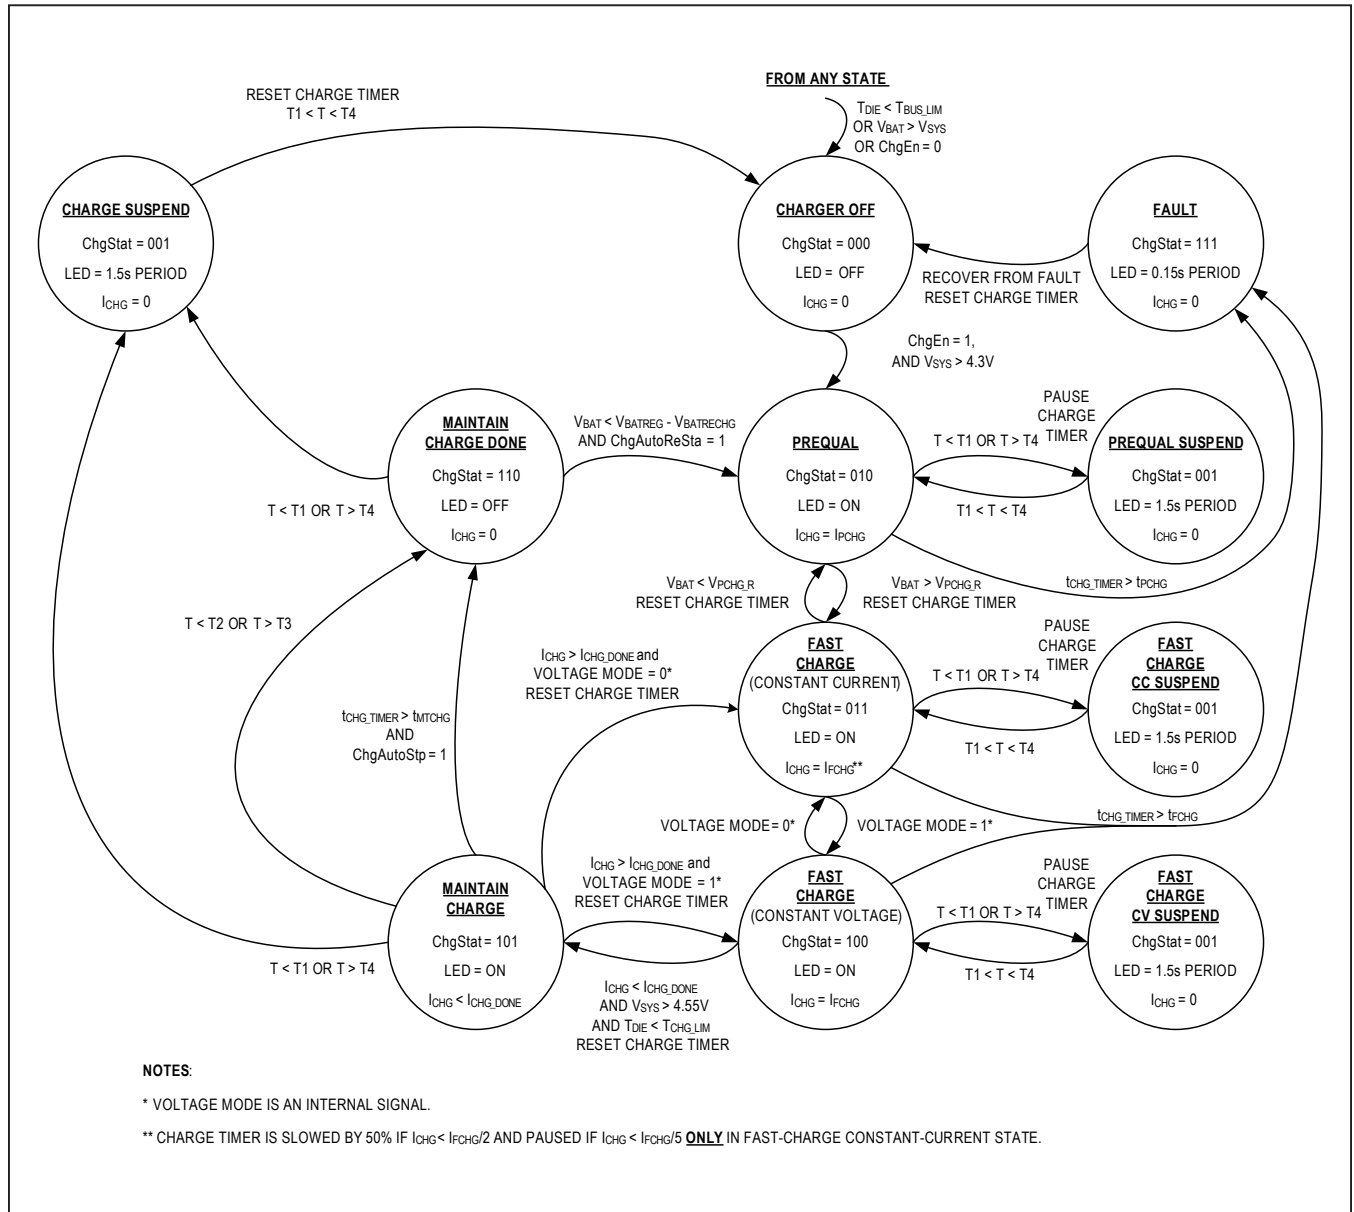 FROM ANY STATE
TDIE < TBUS_LIM
OR VBAT > VSYS
OR ChgEn = 0
RESET CHARGE TIMER
T1 < T < T4
CHARGE SUSPEND
ChgStat = 001
LED = 1.5s PERIOD
ICHG = 0
CHARGER OFF
ChgStat = 000
LED = OFF
ICHG = 0
FAULT
ChgStat = 111
LED = 0.15s PERIOD
ICHG = 0
RECOVER FROM FAULT
RESET CHARGE TIMER
ChgEn = 1,
AND VSYS > 4.3V
MAINTAIN
CHARGE DONE
ChgStat = 110
LED = OFF
ICHG = 0
VBAT < VBATREG - VBATRECHG
AND ChgAutoReSta = 1
PREQUAL
ChgStat = 010
LED = ON
ICHG = IPCHG
PAUSE
CHARGE
TIMER
T < T1 OR T > T4
T1 < T < T4
PREQUAL SUSPEND
ChgStat = 001
LED = 1.5s PERIOD
ICHG = 0
T < T1 OR T > T4
tCHG_TIMER > tPCHG
VBAT < VPCHG_R
RESET CHARGE TIMER
VBAT > VPCHG_R
RESET CHARGE TIMER
T < T2 OR T > T3
ICHG > ICHG_DONE and
VOLTAGE MODE = 0*
RESET CHARGE TIMER
FAST
CHARGE
(CONSTANT CURRENT)
ChgStat = 011
LED = ON
ICHG = IFCHG**
PAUSE
CHARGE
TIMER
T < T1 OR T > T4
T1 < T < T4
FAST
CHARGE
CC SUSPEND
ChgStat = 001
LED = 1.5s PERIOD
ICHG = 0
tCHG_TIMER > tMTCHG
AND
ChgAutoStp = 1
tCHG_TIMER > tFCHG
VOLTAGE MODE = 0*
VOLTAGE MODE = 1*
MAINTAIN
CHARGE
ChgStat = 101
LED = ON
ICHG < ICHG_DONE
T < T1 OR T > T4
ICHG > ICHG_DONE and
VOLTAGE MODE = 1*
RESET CHARGE TIMER
ICHG < ICHG_DONE
AND VSYS > 4.55V
AND TDIE < TCHG_LIM
RESET CHARGE TIMER
FAST
CHARGE
(CONSTANT VOLTAGE)
ChgStat = 100
LED = ON
ICHG = IFCHG
PAUSE
CHARGE
TIMER
T < T1 OR T > T4
T1 < T < T4
FAST
CHARGE
CV SUSPEND
ChgStat = 001
LED = 1.5s PERIOD
ICHG = 0
NOTES:
* VOLTAGE MODE IS AN INTERNAL SIGNAL.
** CHARGE TIMER IS SLOWED BY 50% IF ICHG < IFCHG/2 AND PAUSED IF ICHG < IFCHG/5 ONLY IN FAST-CHARGE CONSTANT-CURRENT STATE.